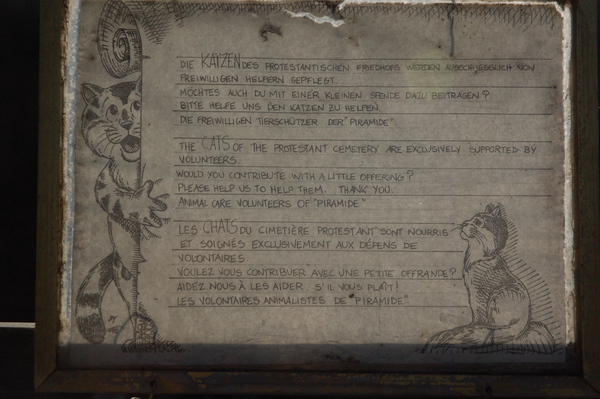 DIE KATZEN DES PROTESTANTISCHEN FRIEDHOFS WERDEN AUSSCHLIESSLICH VON
FREIWILLIGEN HELFERN GEPFLEGT.
MÖCHTES AUCH DU MIT EINER KLEINEN SPENDE DAZU BEITRAGEN?
BITTE HELFE UNS DEN KATZEN ZU HELFEN
DIE FREIWILLIGEN TIERSCHÜTZER DER "PIRAMIDE"
THE CATS OF THE PROTESTANT CEMETERY ARE EXCLUSIVELY SUPPORTED BY
VOLUNTEERS.
WOULD YOU CONTRIBUTE WITH A LITTLE OFFERING?
PLEASE HELP US TO HELP THEM. THANK YOU.
ANIMAL CARE VOLUNTEERS OF "PIRAMIDE"
LES CHATS DU CIMETIÈRE PROTESTANT SONT NOURRIS
ET SOIGNÉS EXCLUSIVEMENT AUX DÉPENS DE
VOLONTAIRES.
VOULEZ VOUS CONTRIBUER AVEC UNE PETITE OFFRANDE?
AIDEZ NOUS À LES AIDER. S'IL VOUS PLAÎT!
LES VOLONTAIRES ANIMALISTES DE "PIRAMIDE"